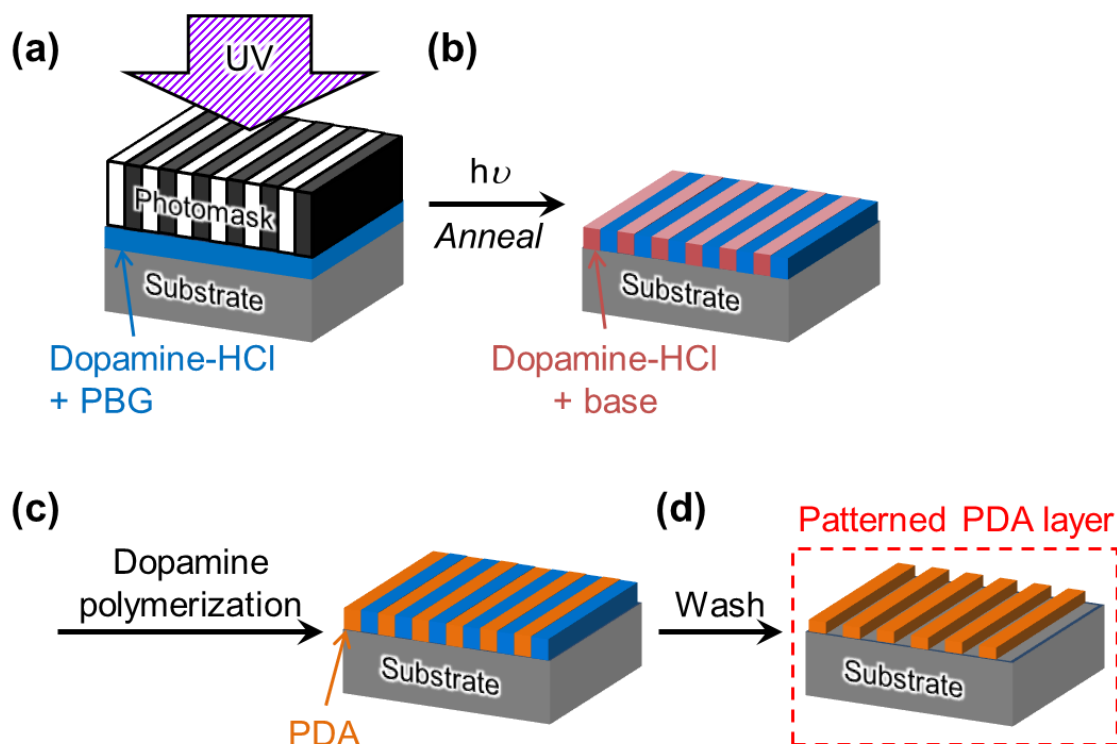 (a)
UV
Photomask
Substrate
Dopamine-HCl
+ PBG
hυ
Anneal
(b)
Dopamine-HCl
+ base
(c)
Dopamine
polymerization
Substrate
PDA
Wash
(d)
Patterned PDA layer
Substrate